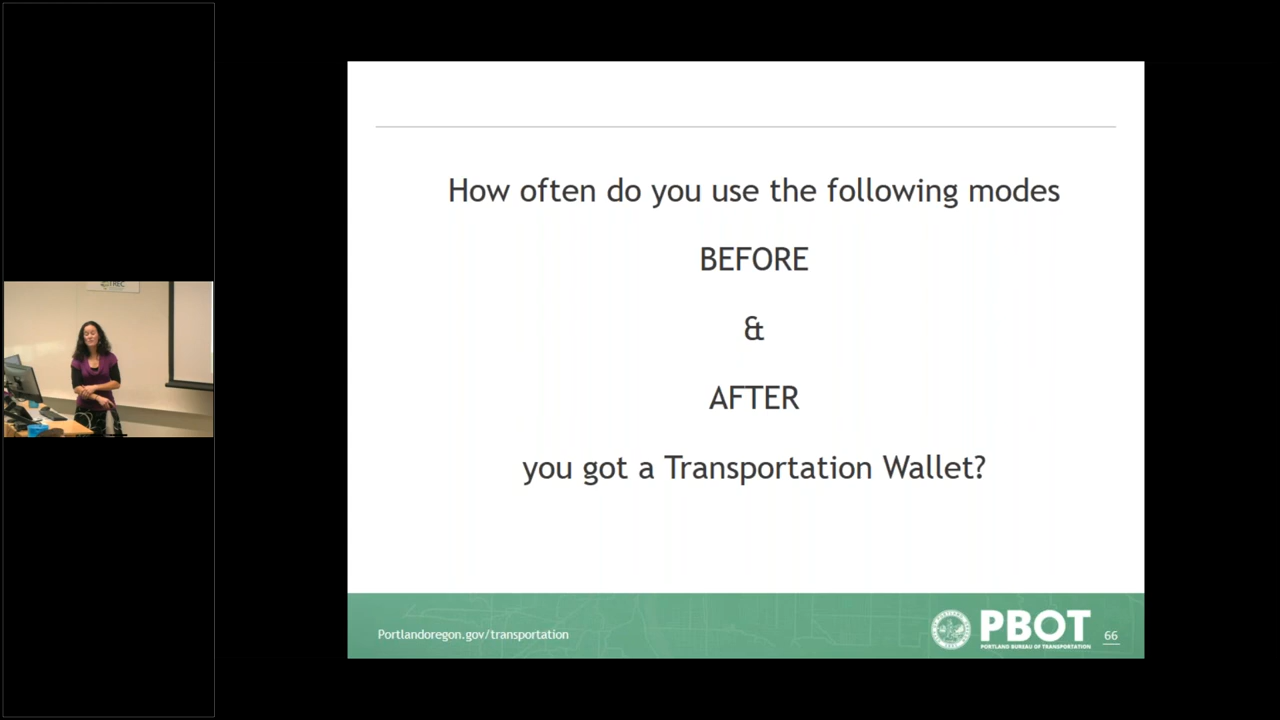 TREC
How often do you use the following modes
BEFORE
&
AFTER
you got a Transportation Wallet?
Portlandoregon.gov/transportation
PBOT
PORTLAND BUREAU OF TRANSPORTATION
66